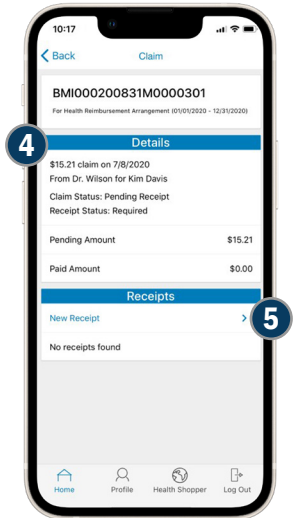 10:17
Back
Claim
BMI000200831M0000301
For Health Reimbursement Arrangement (01/01/2020 - 12/31/2020)
4
Details
$15.21 claim on 7/8/2020
From Dr. Wilson for Kim Davis
Claim Status: Pending Receipt
Receipt Status: Required
Pending Amount $15.21
Paid Amount $0.00
Receipts
New Receipt
5
No receipts found
Home Profile Health Shopper Log Out